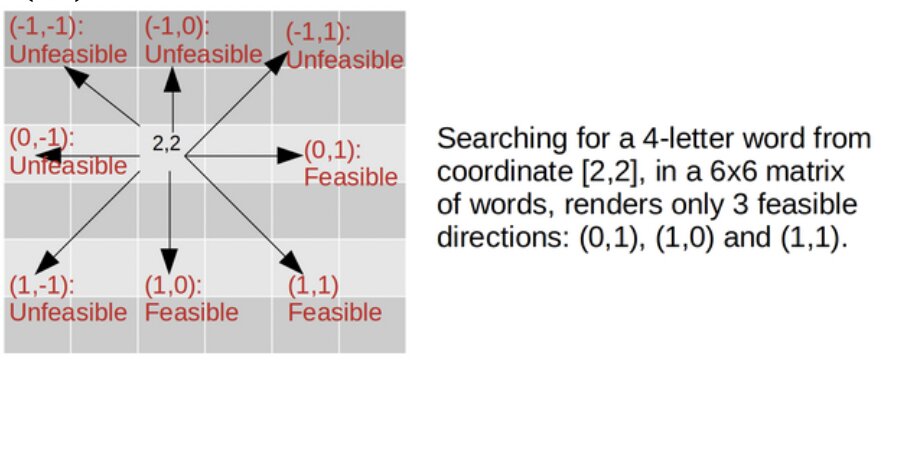 (-1,-1):
Unfeasible
(-1,0):
Unfeasible
(-1,1):
Unfeasible
(0,-1):
Unfeasible
2,2
(0,1):
Feasible
(1,-1):
Unfeasible
(1,0):
Feasible
(1,1)
Feasible
Searching for a 4-letter word from
coordinate [2,2], in a 6x6 matrix
of words, renders only 3 feasible
directions: (0,1), (1,0) and (1,1).